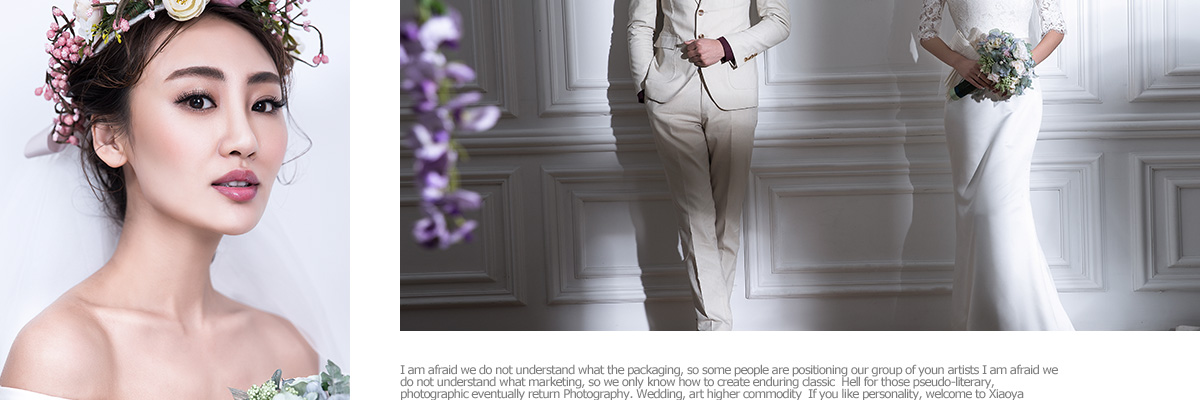 I am afraid we do not understand what the packaging, so some people are positioning our group of youn artists I am afraid we
do not understand what marketing, so we only know how to create enduring classic  Hell for those pseudo-literary,
photographic eventually return Photography. Wedding, art higher commodity  If you like personality, welcome to Xiaoya